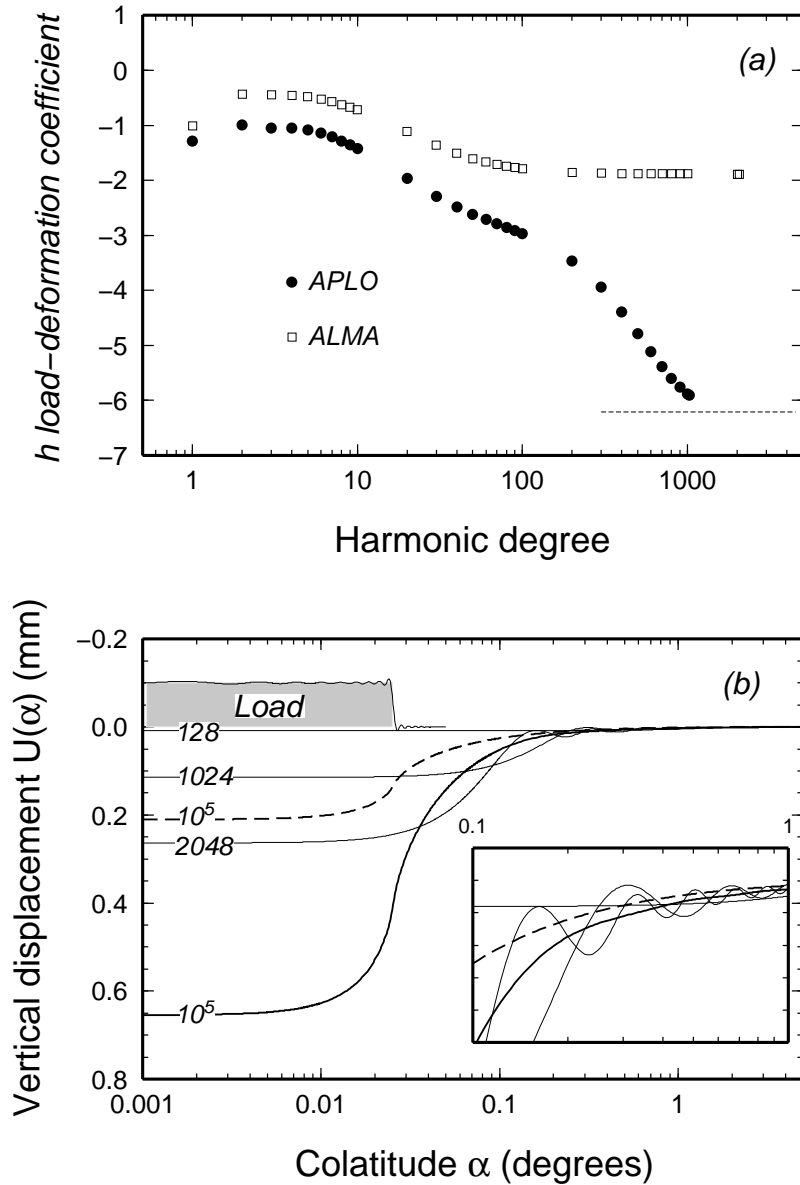 1
0
−1
−2
−3
−4
−5
−6
−7
h load−deformation coefficient
(a)
APLO
ALMA
1 10 100 1000
Harmonic degree
−0.2
0.0
0.2
0.4
0.6
0.8
Vertical displacement U(α) (mm)
(b)
Load
128
1024
10⁵
2048
10⁵
0.1 1
0.001 0.01 0.1 1
Colatitude α (degrees)